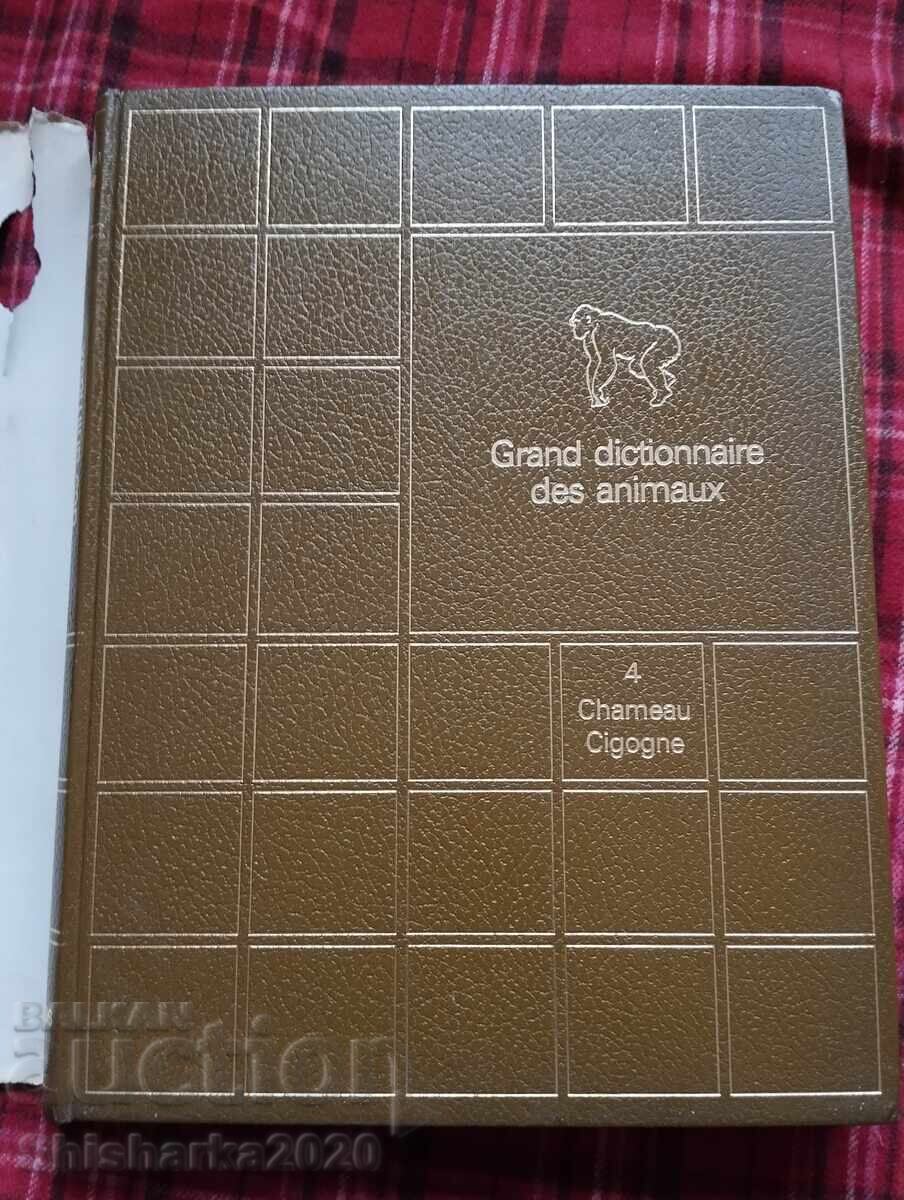 Grand dictionnaire
des animaux
4
Chameau
Cigogne
BALKAN
auction
shisharka2020